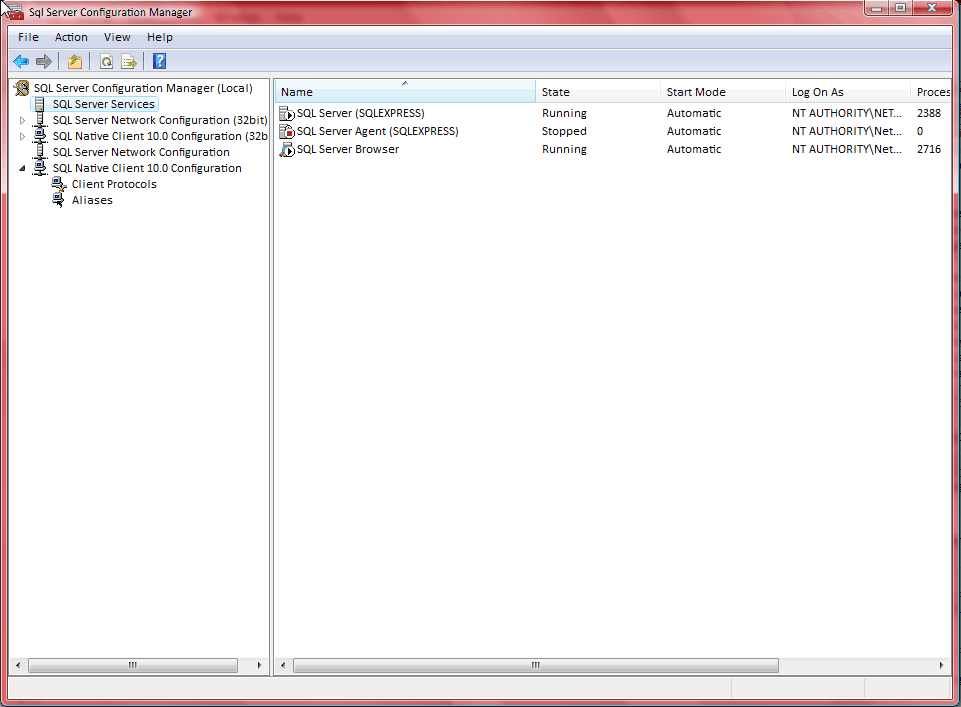 Sql Server Configuration Manager
File Action View Help
SQL Server Configuration Manager (Local)
SQL Server Services
SQL Server Network Configuration (32bit)
SQL Native Client 10.0 Configuration (32b
SQL Server Network Configuration
SQL Native Client 10.0 Configuration
Client Protocols
Aliases
Name State Start Mode Log On As Proces
SQL Server (SQLEXPRESS) Running Automatic NT AUTHORITY\NET... 2388
SQL Server Agent (SQLEXPRESS) Stopped Automatic NT AUTHORITY\Net... 0
SQL Server Browser Running Automatic NT AUTHORITY\Net... 2716